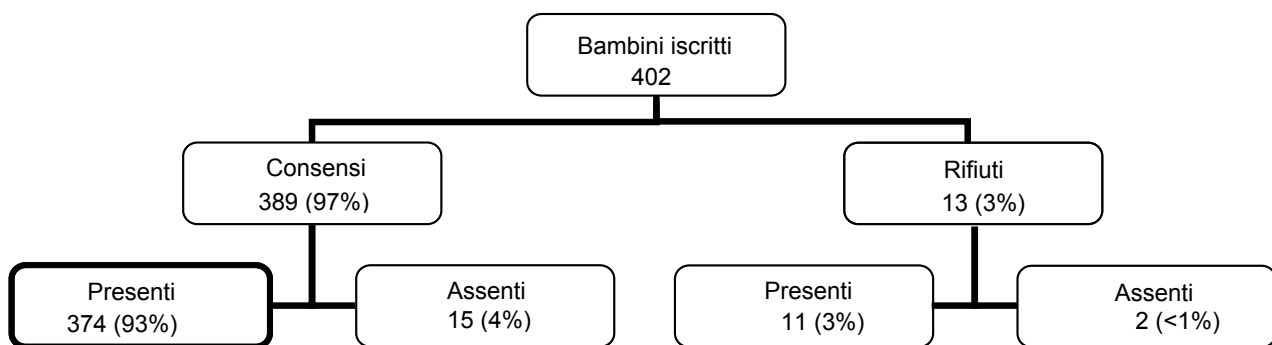 Bambini iscritti
402
Consensi
389 (97%)
Rifiuti
13 (3%)
Presenti
374 (93%)
Assenti
15 (4%)
Presenti
11 (3%)
Assenti
2 (<1%)